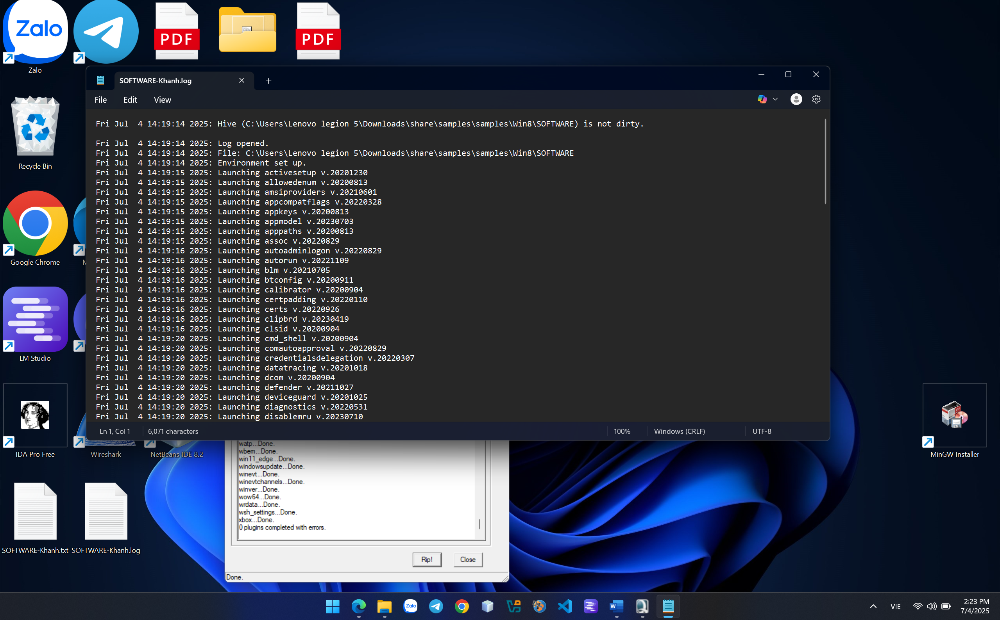 Zalo
PDF
DEV
PDF
Zalo
SOFTWARE-Khanh.log
File Edit View
Fri Jul  4 14:19:14 2025: Hive (C:\Users\Lenovo legion 5\Downloads\share\samples\samples\Win8\SOFTWARE) is not dirty.
Fri Jul  4 14:19:14 2025: Log opened.
Fri Jul  4 14:19:14 2025: File: C:\Users\Lenovo legion 5\Downloads\share\samples\samples\Win8\SOFTWARE
Fri Jul  4 14:19:14 2025: Environment set up.
Fri Jul  4 14:19:15 2025: Launching activesetup v.20201230
Fri Jul  4 14:19:15 2025: Launching allowedenum v.20200813
Fri Jul  4 14:19:15 2025: Launching amsiproviders v.20210601
Fri Jul  4 14:19:15 2025: Launching appcompatflags v.20220328
Fri Jul  4 14:19:15 2025: Launching appkeys v.20200813
Fri Jul  4 14:19:15 2025: Launching appmodel v.20230703
Fri Jul  4 14:19:15 2025: Launching apppaths v.20200813
Fri Jul  4 14:19:15 2025: Launching assoc v.20220829
Fri Jul  4 14:19:16 2025: Launching autoadminlogon v.20220829
Fri Jul  4 14:19:16 2025: Launching autorun v.20221109
Fri Jul  4 14:19:16 2025: Launching blm v.20210705
Fri Jul  4 14:19:16 2025: Launching btconfig v.20200911
Fri Jul  4 14:19:16 2025: Launching calibrator v.20200904
Fri Jul  4 14:19:16 2025: Launching certpadding v.20220110
Fri Jul  4 14:19:16 2025: Launching certs v.20220926
Fri Jul  4 14:19:16 2025: Launching clipbrd v.20230419
Fri Jul  4 14:19:16 2025: Launching clsid v.20200904
Fri Jul  4 14:19:20 2025: Launching cmd_shell v.20200904
Fri Jul  4 14:19:20 2025: Launching comautoapproval v.20220829
Fri Jul  4 14:19:20 2025: Launching credentialsdelegation v.20220307
Fri Jul  4 14:19:20 2025: Launching datatracing v.20201018
Fri Jul  4 14:19:20 2025: Launching dcom v.20200904
Fri Jul  4 14:19:20 2025: Launching defender v.20211027
Fri Jul  4 14:19:20 2025: Launching deviceguard v.20201025
Fri Jul  4 14:19:20 2025: Launching diagnostics v.20220531
Fri Jul  4 14:19:20 2025: Launching disablemru v.20230710
Ln 1, Col 1 6,071 characters 100% Windows (CRLF) UTF-8
Recycle Bin
Google Chrome
M
LM Studio
IDA Pro Free
Wireshark
NetBeans IDE 8.2
MinGW Installer
watp...Done.
wbem...Done.
win11_edge...Done.
windowsupdate...Done.
winevt...Done.
winevtchannels...Done.
winver...Done.
wow64...Done.
wrdata...Done.
wsh_settings...Done.
xbox...Done.
0 plugins completed with errors.
Rip! Close
Done.
SOFTWARE-Khanh.txt
SOFTWARE-Khanh.log
Zalo
W
VIE
2:23 PM
7/4/2025